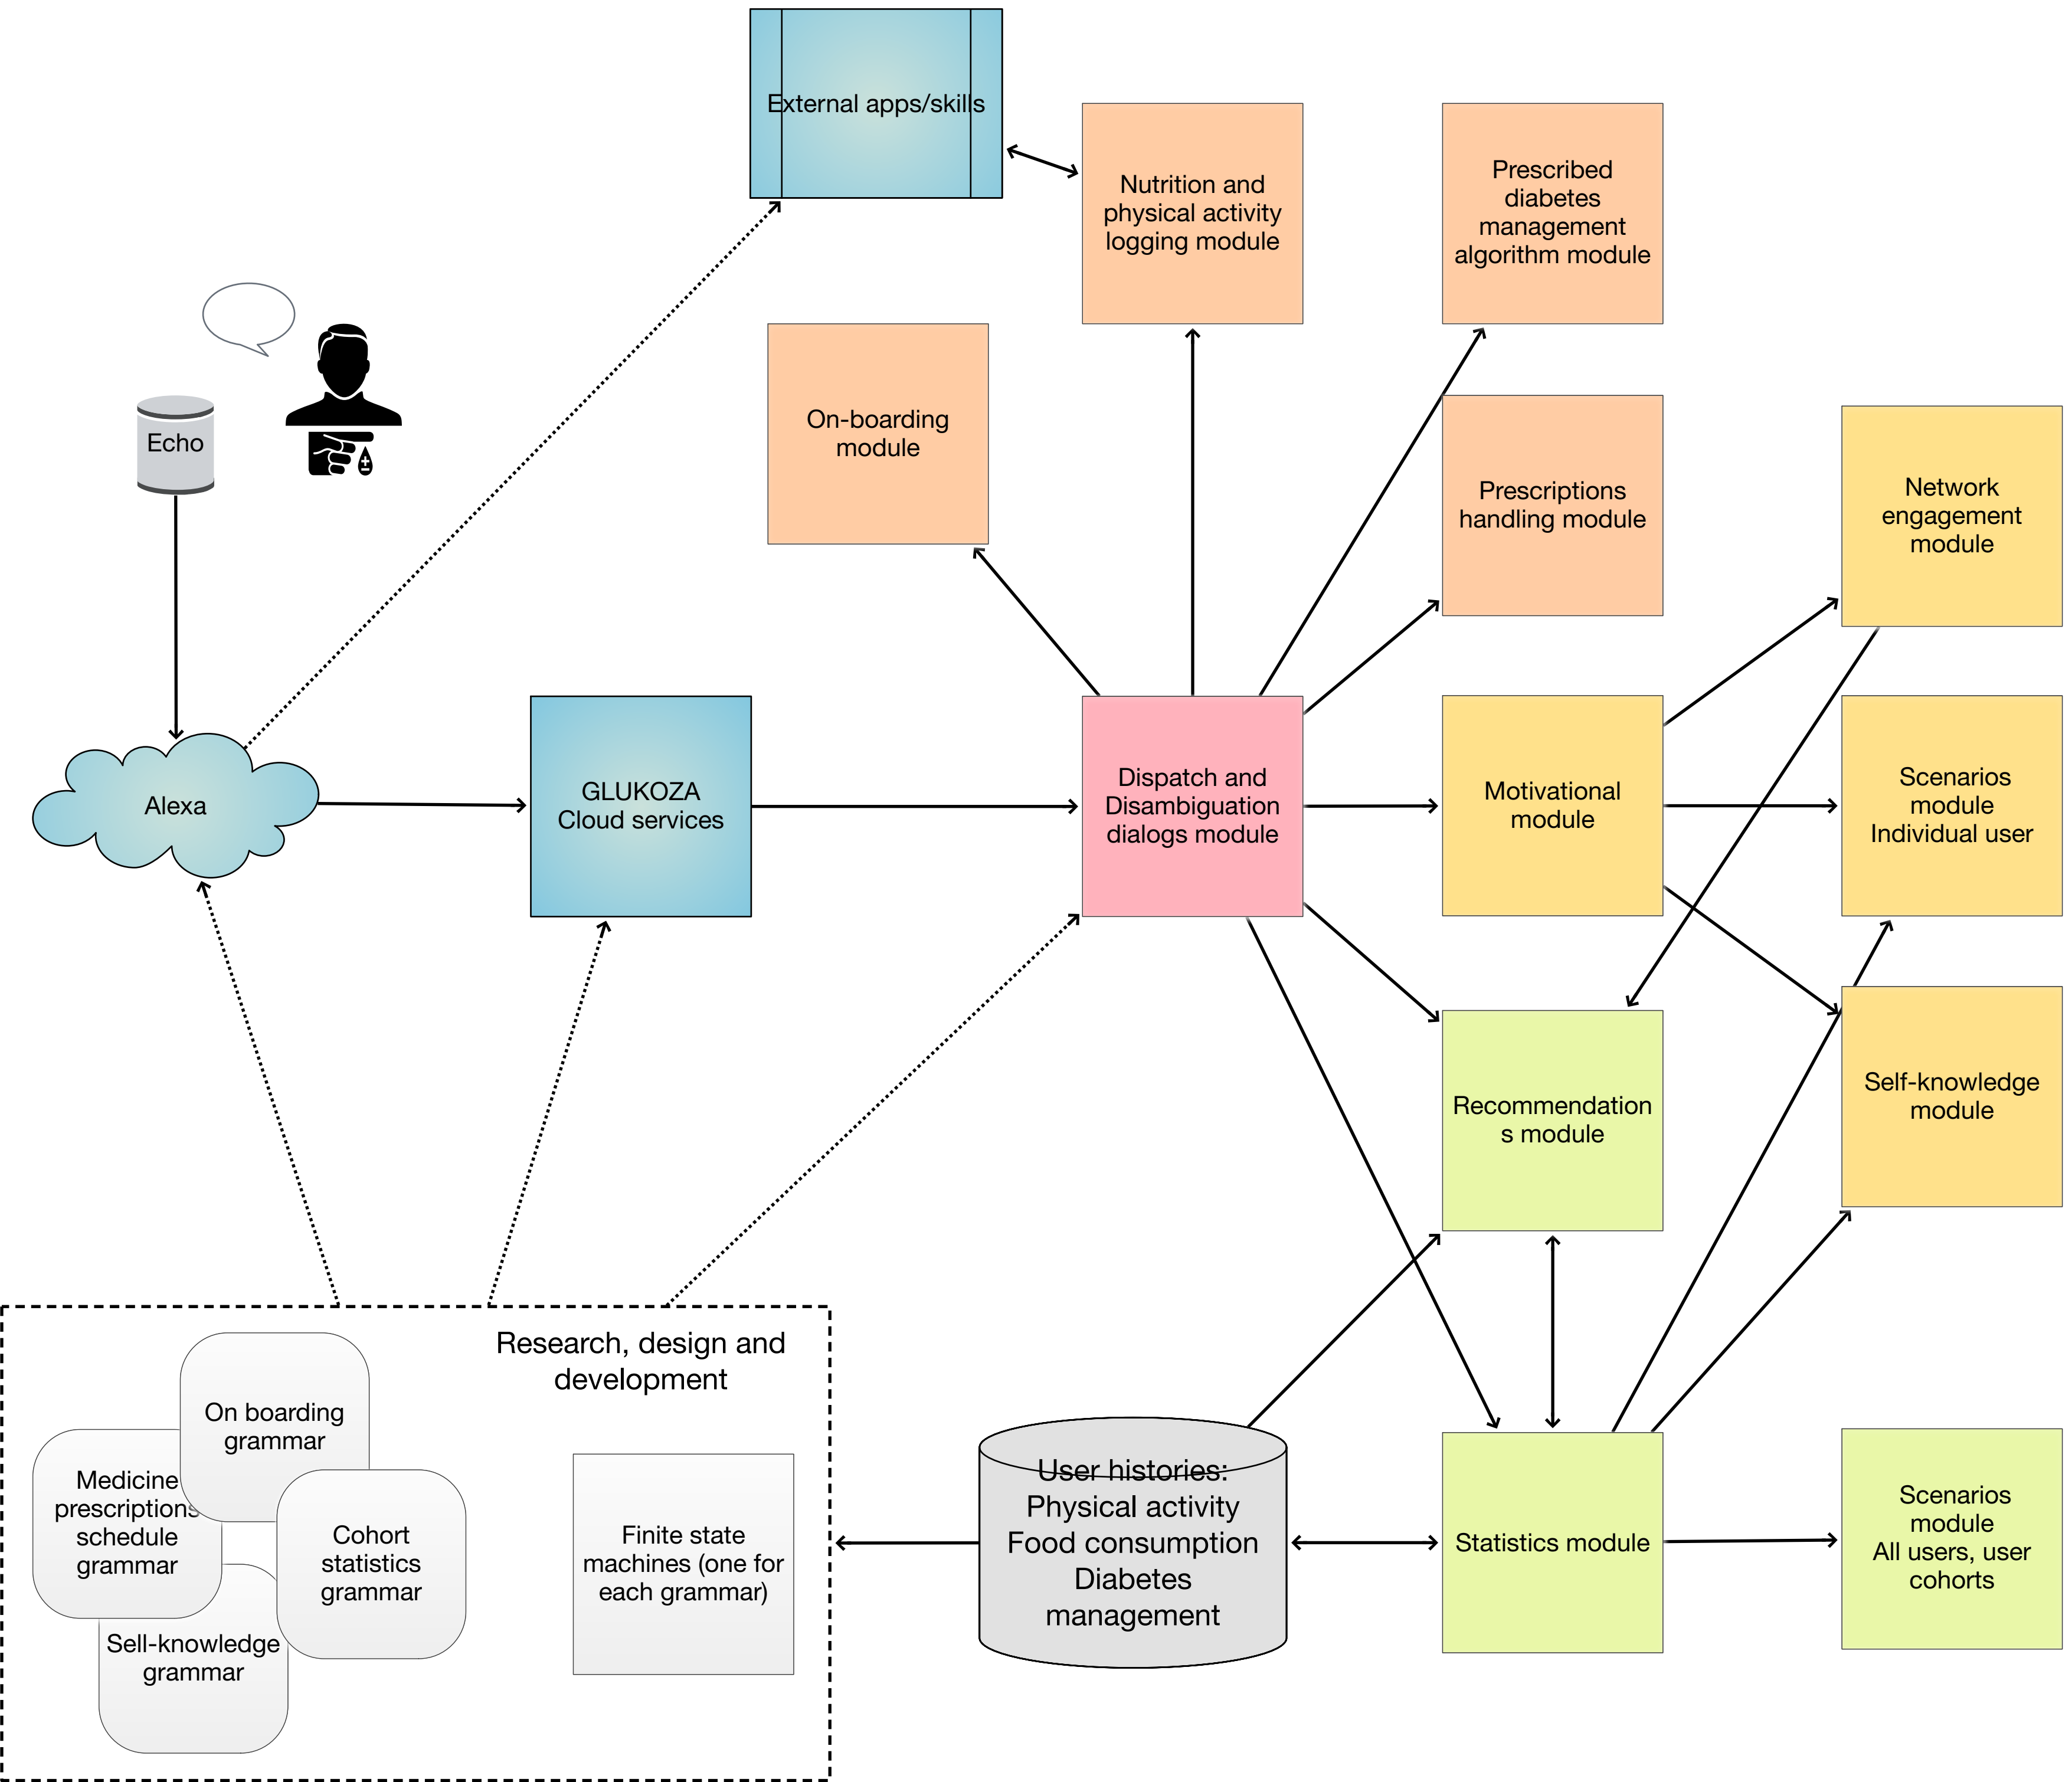 External apps/skills
Nutrition and
physical activity
logging module
Prescribed
diabetes
management
algorithm module
Echo
On-boarding
module
Prescriptions
handling module
Network
engagement
module
Alexa
GLUKOZA
Cloud services
Dispatch and
Disambiguation
dialogs module
Motivational
module
Scenarios
module
Individual user
Recommendation
s module
Self-knowledge
module
Research, design and
development
On boarding
grammar
Medicine
prescriptions
schedule
grammar
Cohort
statistics
grammar
Sell-knowledge
grammar
Finite state
machines (one for
each grammar)
User histories:
Physical activity
Food consumption
Diabetes
management
Statistics module
Scenarios
module
All users, user
cohorts